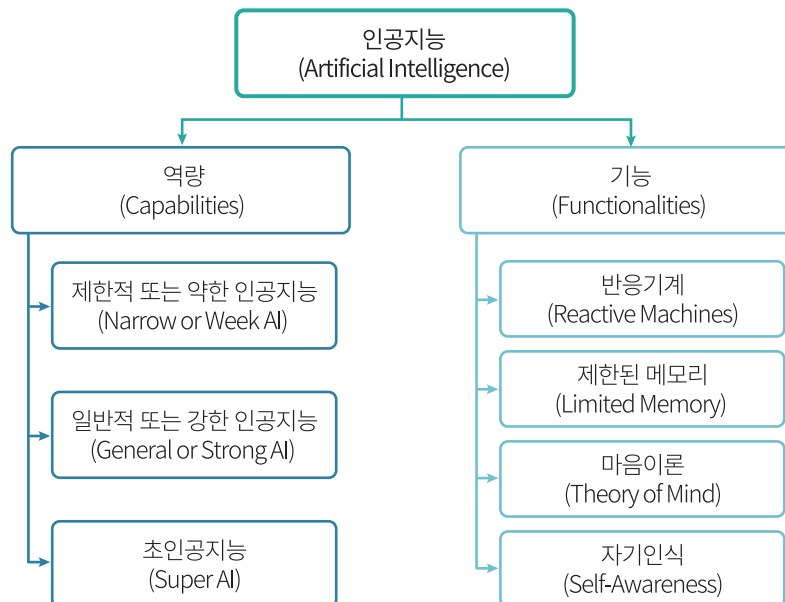 인공지능
(Artificial Intelligence)
역량
(Capabilities)
제한적 또는 약한 인공지능
(Narrow or Week AI)
일반적 또는 강한 인공지능
(General or Strong AI)
초인공지능
(Super AI)
기능
(Functionalities)
반응기계
(Reactive Machines)
제한된 메모리
(Limited Memory)
마음이론
(Theory of Mind)
자기인식
(Self-Awareness)